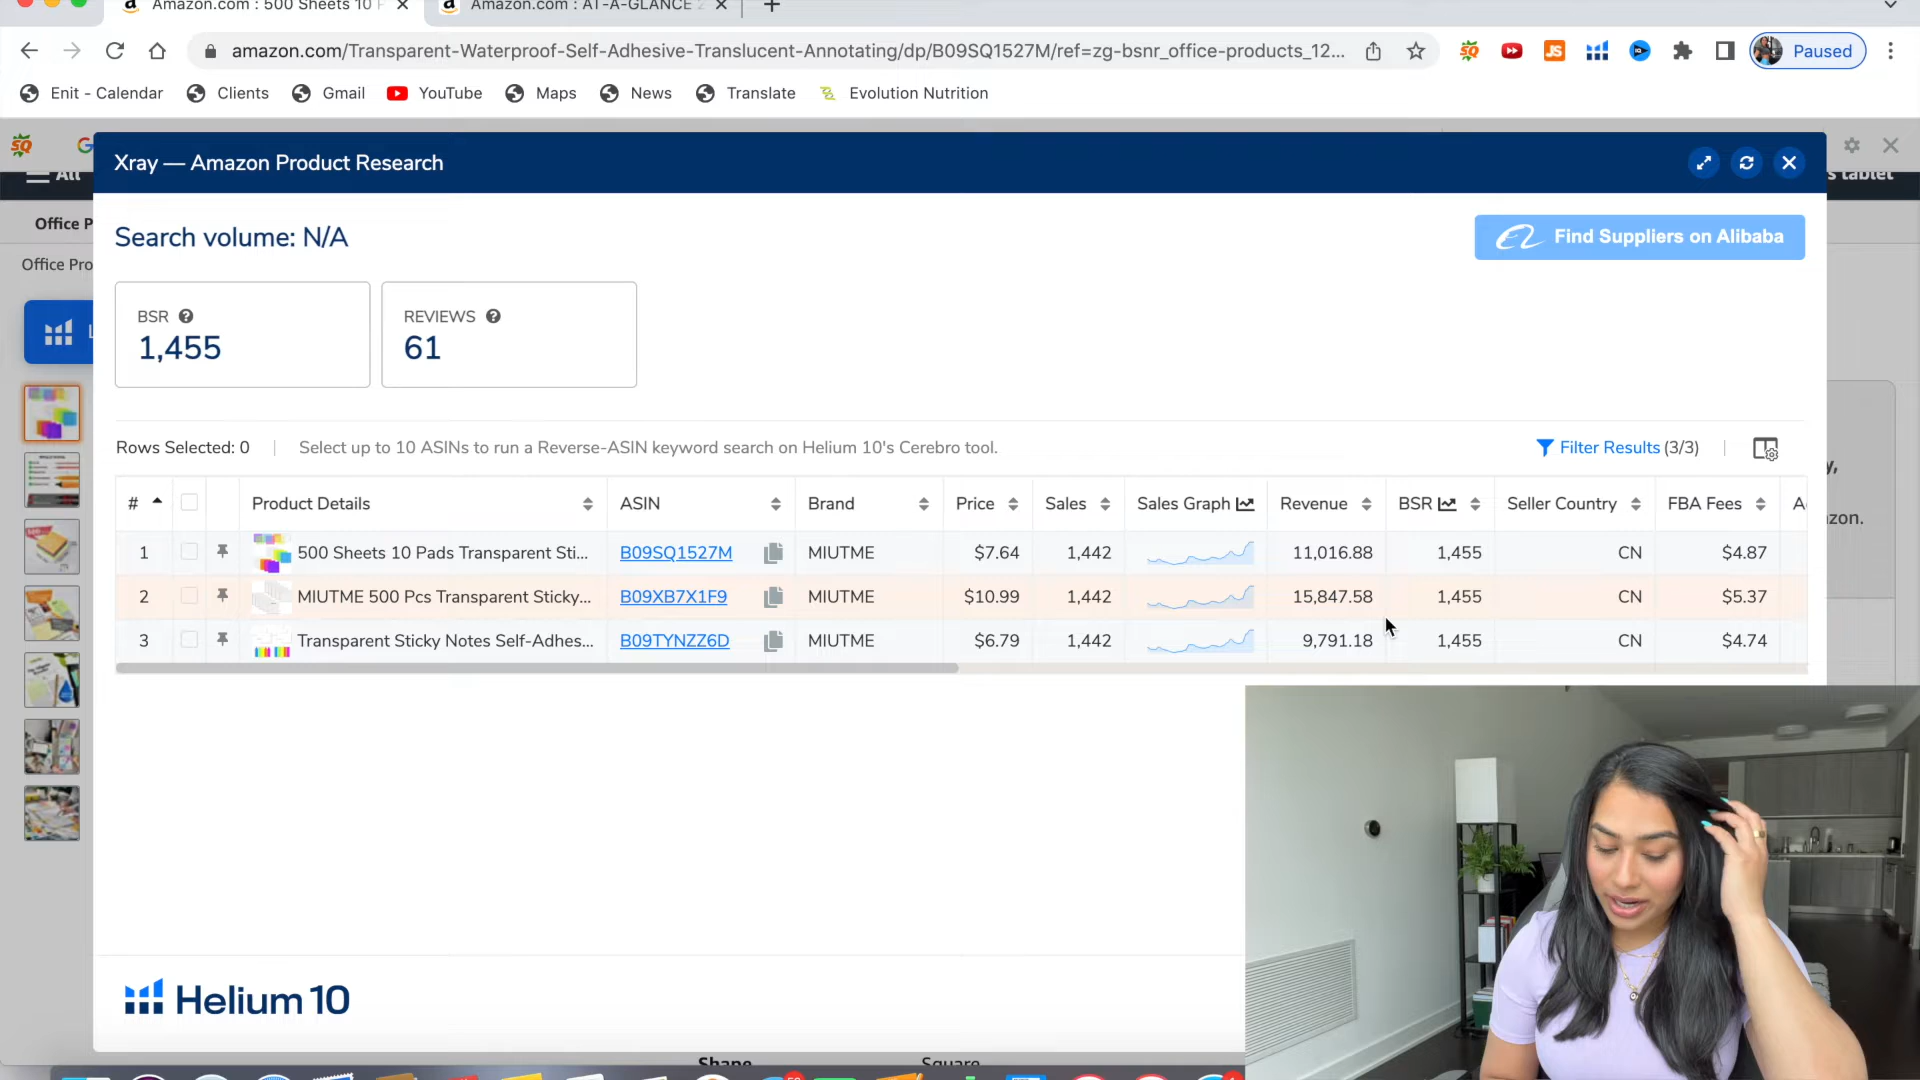 Amazon.com : 500 Sheets 10 P
Amazon.com : AT-A-GLANCE 2
amazon.com/Transparent-Waterproof-Self-Adhesive-Translucent-Annotating/dp/B09SQ1527M/ref=zg-bsnr_office-products_12...
Paused
Enit - Calendar
Clients
Gmail
YouTube
Maps
News
Translate
Evolution Nutrition
Xray — Amazon Product Research
All
s tablet
Office P
Search volume: N/A
Find Suppliers on Alibaba
Office Pro
BSR
1,455
REVIEWS
61
L
Rows Selected: 0
Select up to 10 ASINs to run a Reverse-ASIN keyword search on Helium 10's Cerebro tool.
Filter Results (3/3)
y,
# Product Details ASIN Brand Price Sales Sales Graph Revenue BSR Seller Country FBA Fees A
zon.
1 500 Sheets 10 Pads Transparent Sti... B09SQ1527M MIUTME $7.64 1,442 11,016.88 1,455 CN $4.87
2 MIUTME 500 Pcs Transparent Sticky... B09XB7X1F9 MIUTME $10.99 1,442 15,847.58 1,455 CN $5.37
3 Transparent Sticky Notes Self-Adhes... B09TYNZZ6D MIUTME $6.79 1,442 9,791.18 1,455 CN $4.74
Helium 10
Shape Square